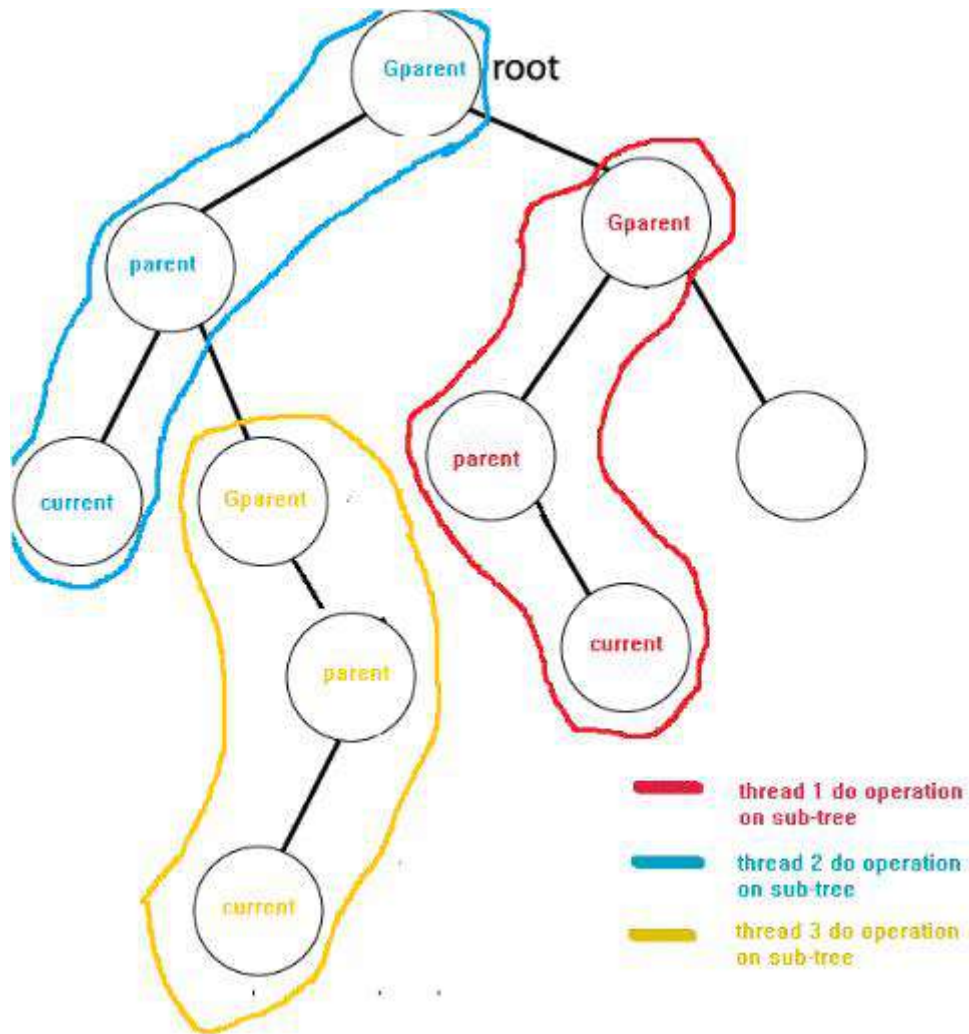 Gparent root
Gparent
parent
parent
current
Gparent
parent
current
current
thread 1 do operation
on sub-tree
thread 2 do operation
on sub-tree
thread 3 do operation
on sub-tree